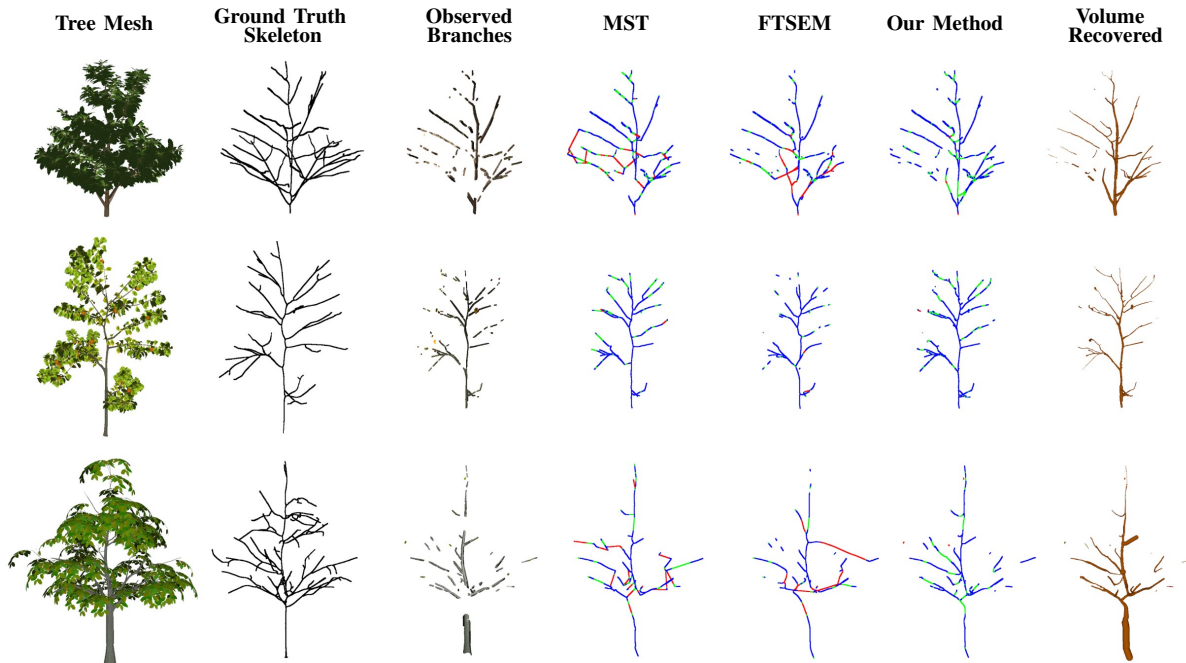 Tree Mesh
Ground Truth
Skeleton
Observed
Branches
MST
FTSEM
Our Method
Volume
Recovered